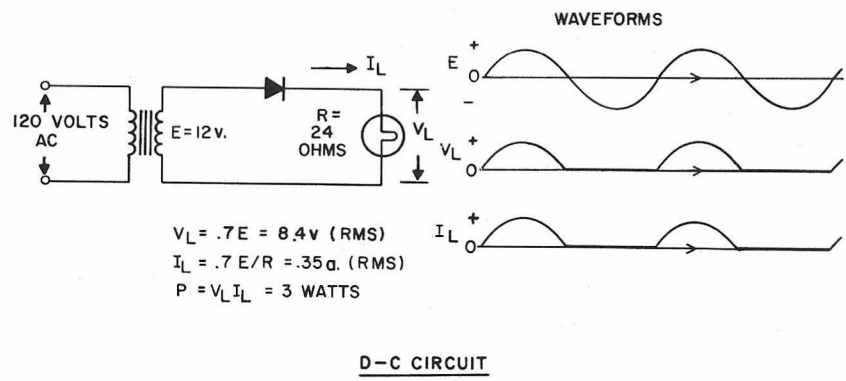 WAVEFORMS
I L
E + 0 −
120 VOLTS
AC
E = 12 v.
R =
24
OHMS
V L
V L + 0
I L + 0
V L = .7E = 8.4v (RMS)
I L = .7 E/R = .35a. (RMS)
P = V L I L = 3 WATTS
D-C CIRCUIT